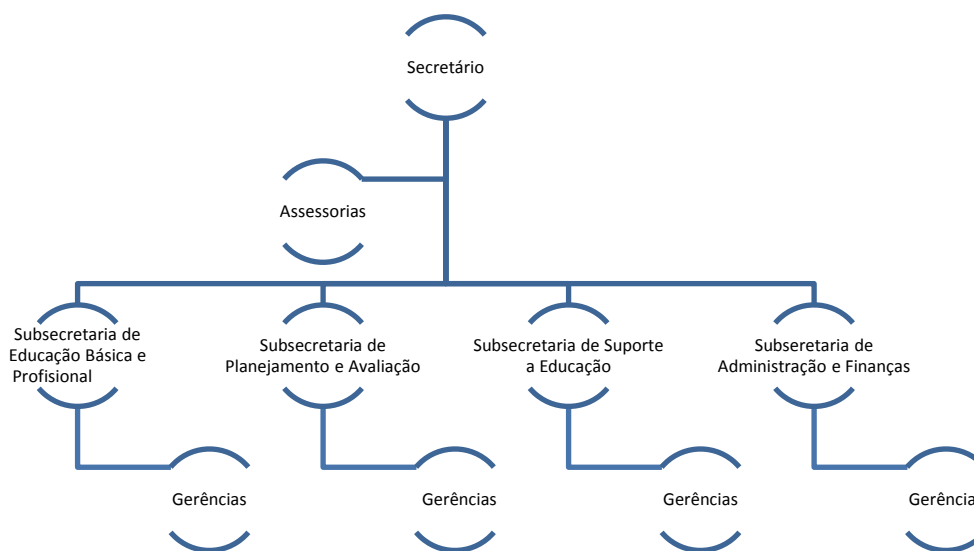 Secretário
Assessorias
Subsecretaria de
Educação Básica e
Profisional
Subsecretaria de
Planejamento e Avaliação
Subsecretaria de Suporte
a Educação
Subseretaria de
Administração e Finanças
Gerências
Gerências
Gerências
Gerência